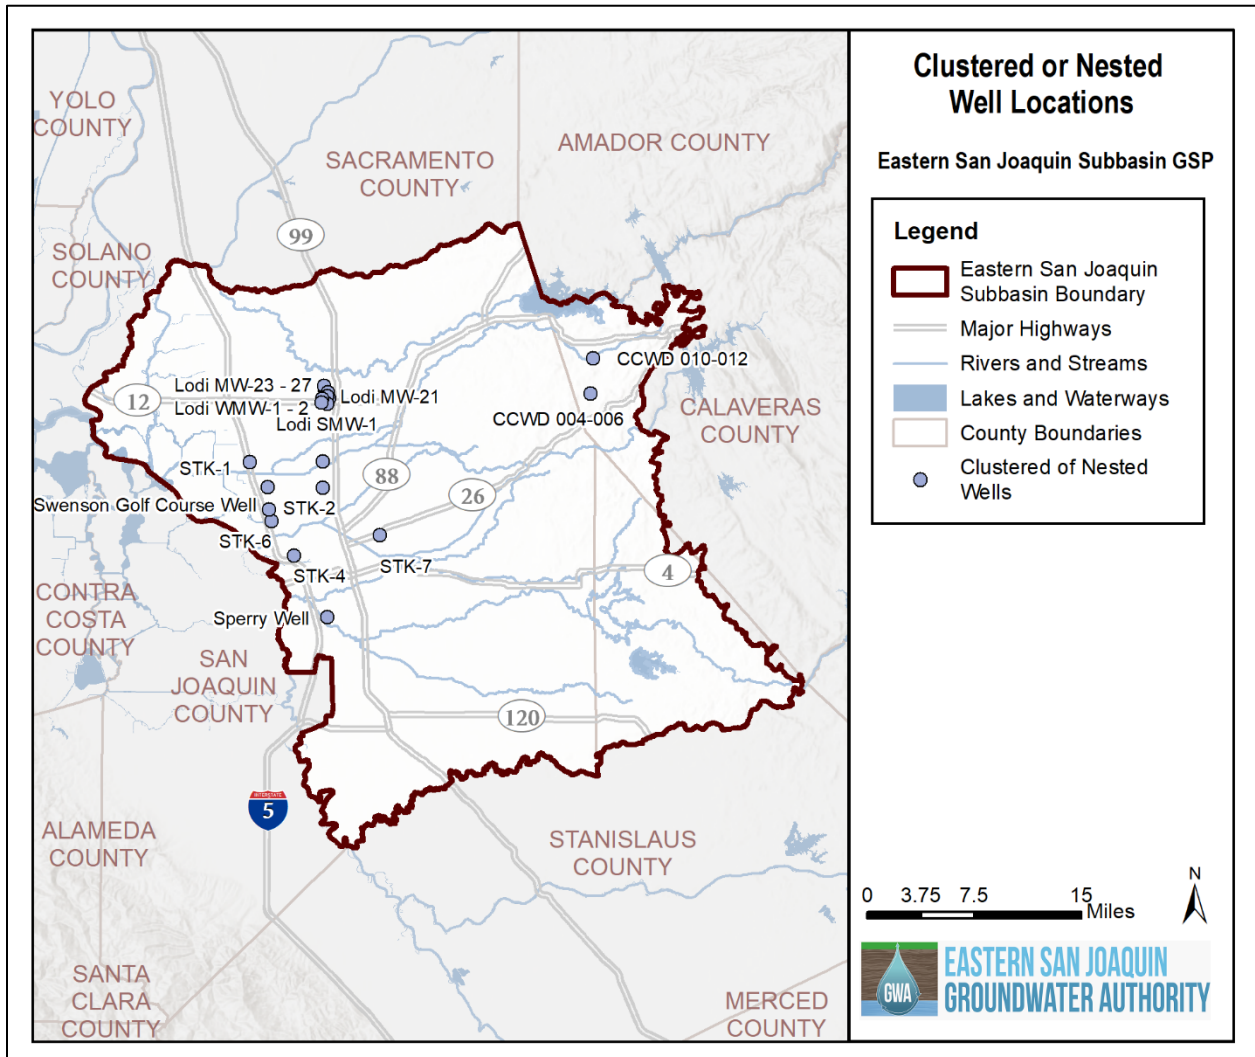 YOLO
COUNTY
AMADOR COUNTY
SACRAMENTO
COUNTY
99
SOLANO
COUNTY
CCWD 010-012
Lodi MW-23 - 27
Lodi MW-21
12
Lodi WMW-1 - 2
Lodi SMW-1
CCWD 004-006
CALAVERAS
COUNTY
STK-1
88
26
Swenson Golf Course Well
STK-2
STK-6
STK-7
STK-4
4
CONTRA
COSTA
COUNTY
Sperry Well
SAN
JOAQUIN
COUNTY
120
INTERSTATE
5
ALAMEDA
COUNTY
STANISLAUS
COUNTY
SANTA
CLARA
COUNTY
MERCED
COUNTY
Clustered or Nested
Well Locations
Eastern San Joaquin Subbasin GSP
Legend
Eastern San Joaquin
Subbasin Boundary
Major Highways
Rivers and Streams
Lakes and Waterways
County Boundaries
Clustered of Nested
Wells
N
0 3.75 7.5 15
Miles
GWA
EASTERN SAN JOAQUIN
GROUNDWATER AUTHORITY